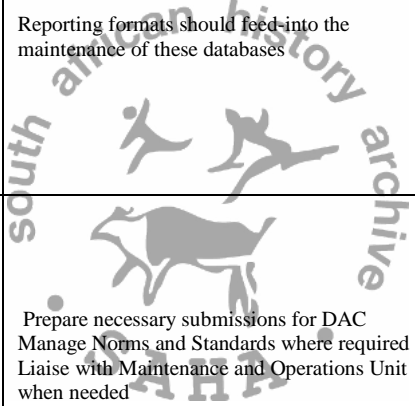 Reporting formats should feed-into the
maintenance of these databases
south african history archive
Prepare necessary submissions for DAC
Manage Norms and Standards where required
Liaise with Maintenance and Operations Unit
when needed
SAHA